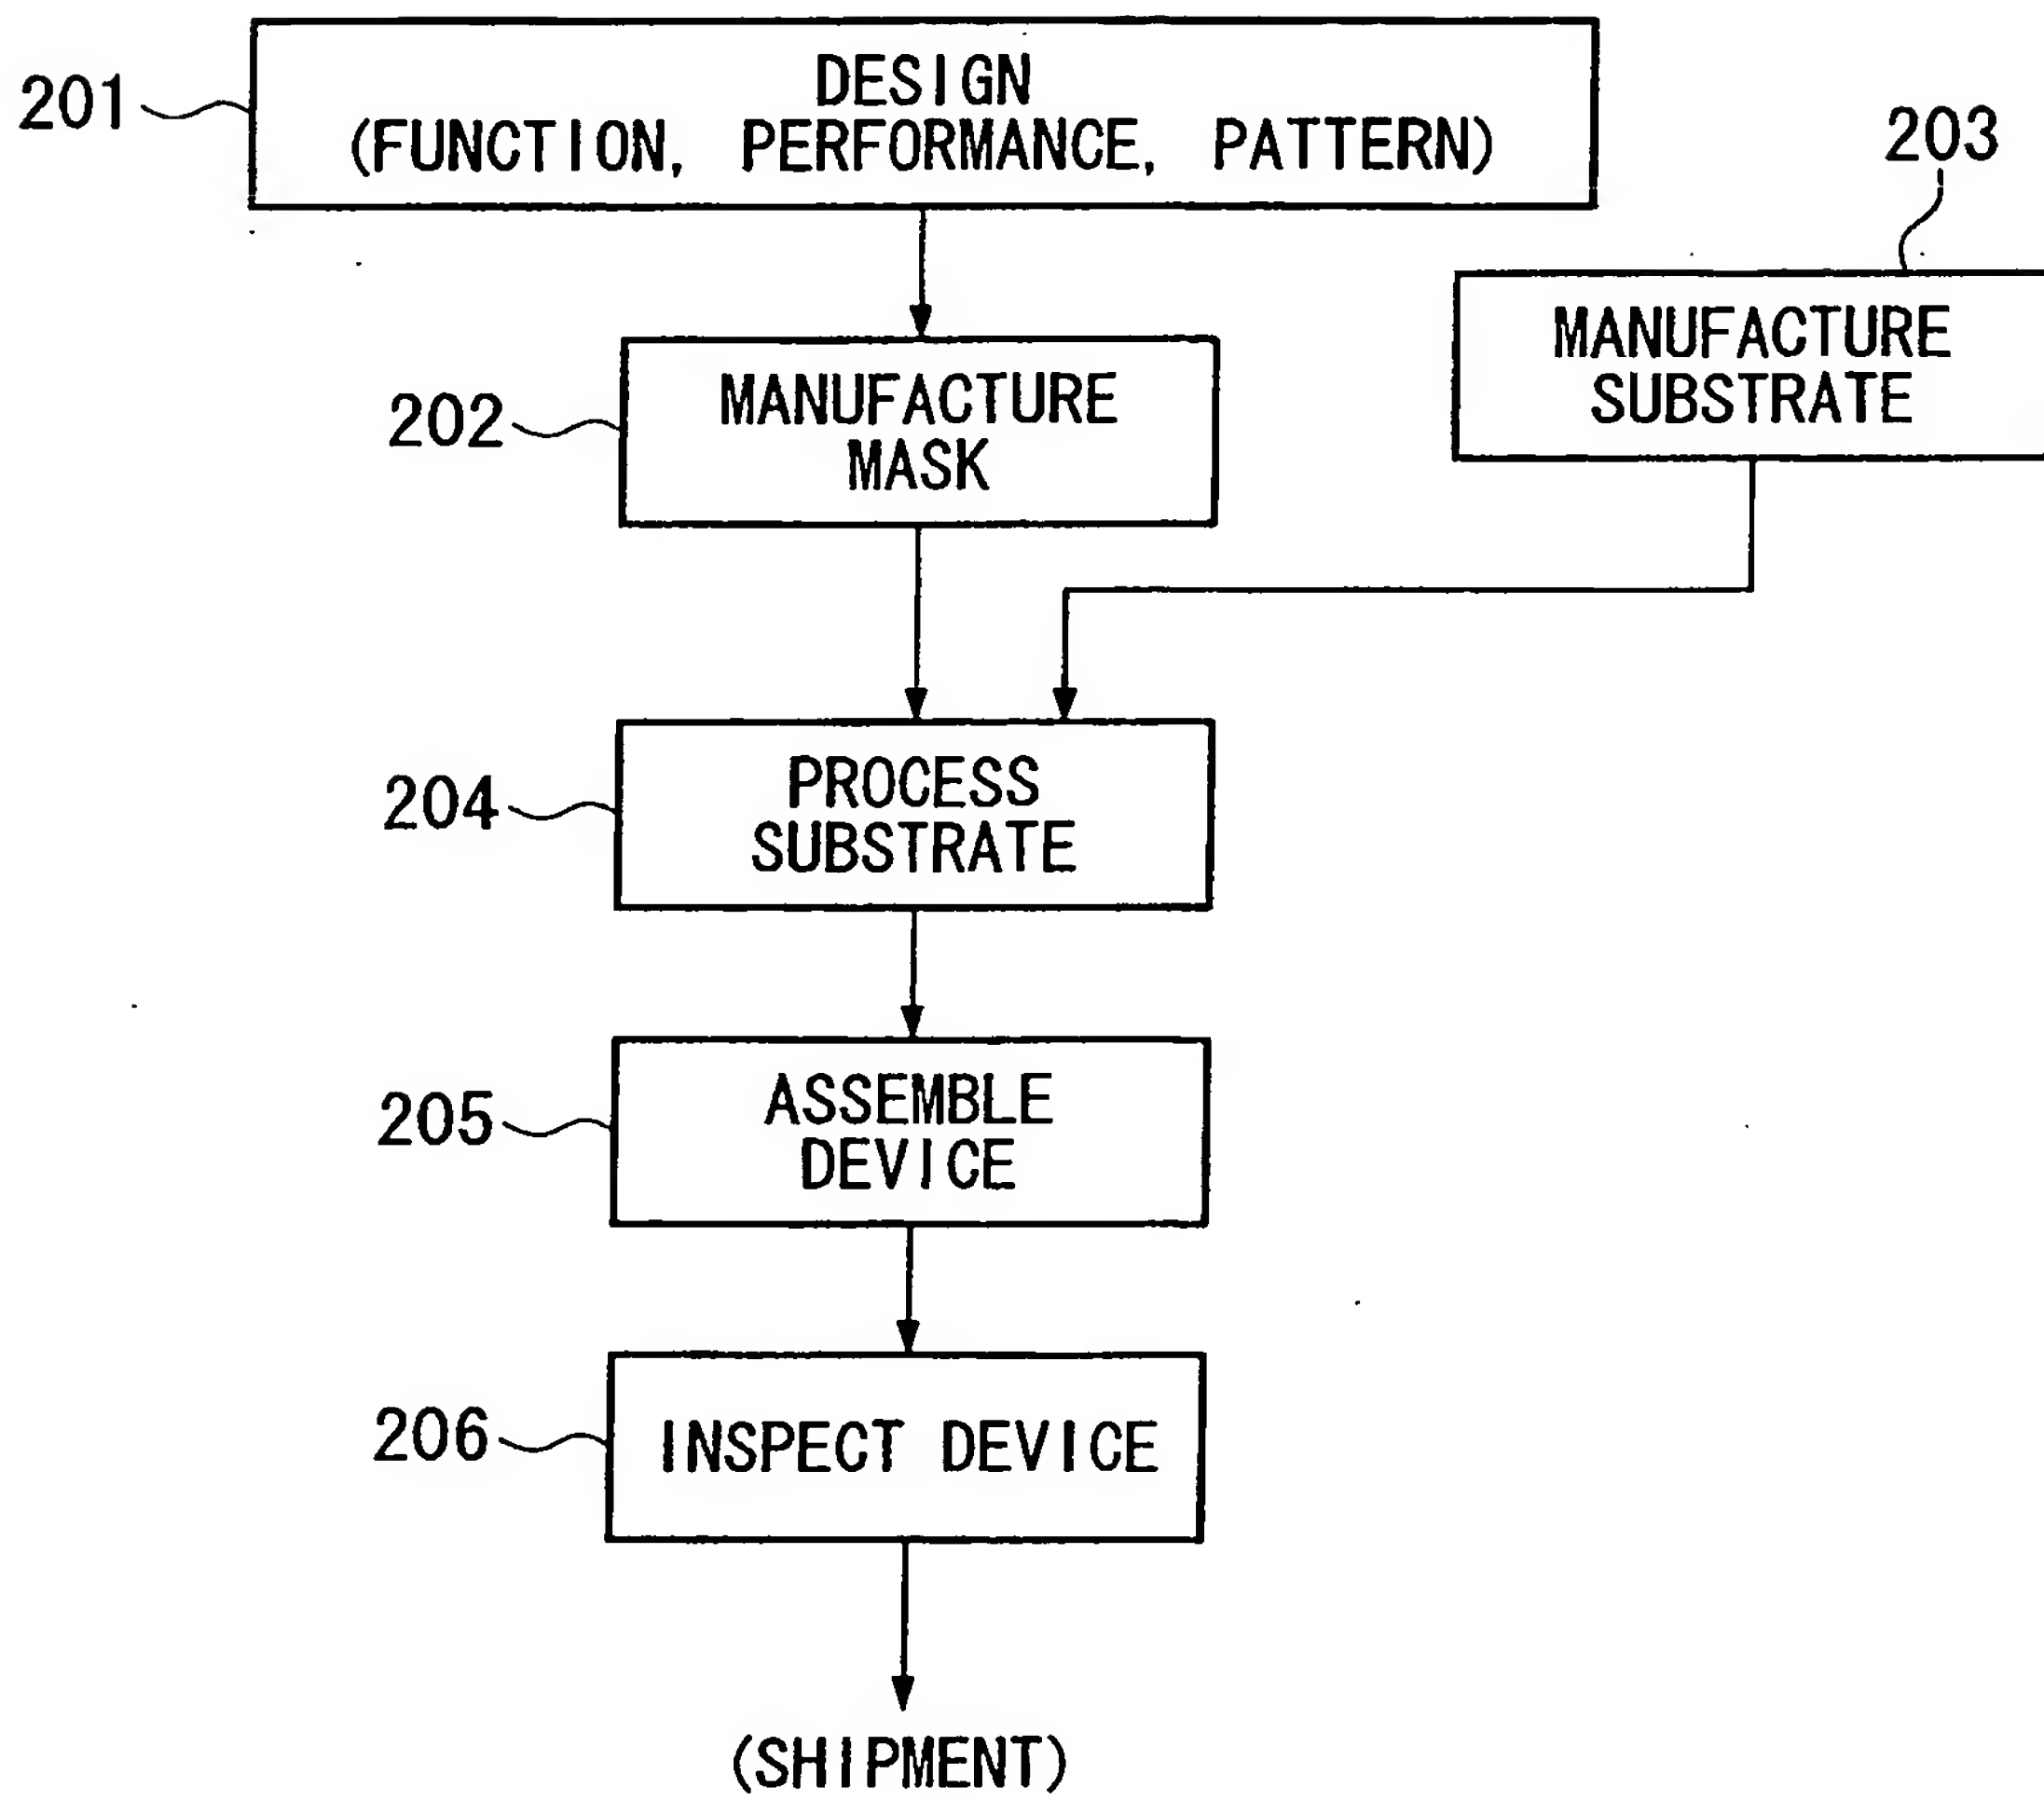 201
DESIGN
(FUNCTION, PERFORMANCE, PATTERN)
203
MANUFACTURE
SUBSTRATE
202
MANUFACTURE
MASK
204
PROCESS
SUBSTRATE
205
ASSEMBLE
DEVICE
206
INSPECT DEVICE
(SHIPMENT)